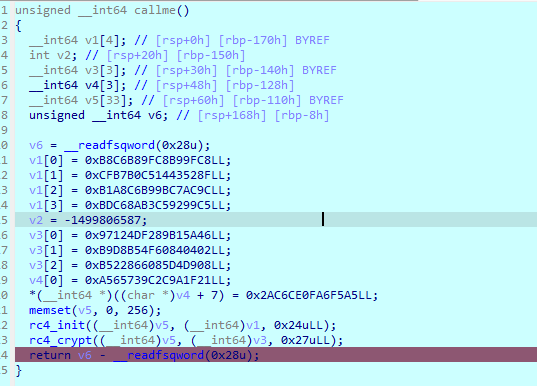 1 unsigned __int64 callme()
2 {
3 __int64 v1[4]; // [rsp+0h] [rbp-170h] BYREF
4 int v2; // [rsp+20h] [rbp-150h]
5 __int64 v3[3]; // [rsp+30h] [rbp-140h] BYREF
6 __int64 v4[3]; // [rsp+48h] [rbp-128h]
7 __int64 v5[33]; // [rsp+60h] [rbp-110h] BYREF
8 unsigned __int64 v6; // [rsp+168h] [rbp-8h]
9
0 v6 = __readfsqword(0x28u);
1 v1[0] = 0xB8C6B89FC8B99FC8LL;
2 v1[1] = 0xCFB7B0C51443528FLL;
3 v1[2] = 0xB1A8C6B99BC7AC9CLL;
4 v1[3] = 0xBDC68AB3C59299C5LL;
5 v2 = -1499806587;
6 v3[0] = 0x97124DF289B15A46LL;
7 v3[1] = 0xB9D8B54F60840402LL;
8 v3[2] = 0xB522866085D4D908LL;
9 v4[0] = 0xA565739C2C9A1F21LL;
0 *(__int64 *)((char *)v4 + 7) = 0x2AC6CE0FA6F5A5LL;
1 memset(v5, 0, 256);
2 rc4_init((__int64)v5, (__int64)v1, 0x24uLL);
3 rc4_crypt((__int64)v5, (__int64)v3, 0x27uLL);
4 return v6 - __readfsqword(0x28u);
5 }